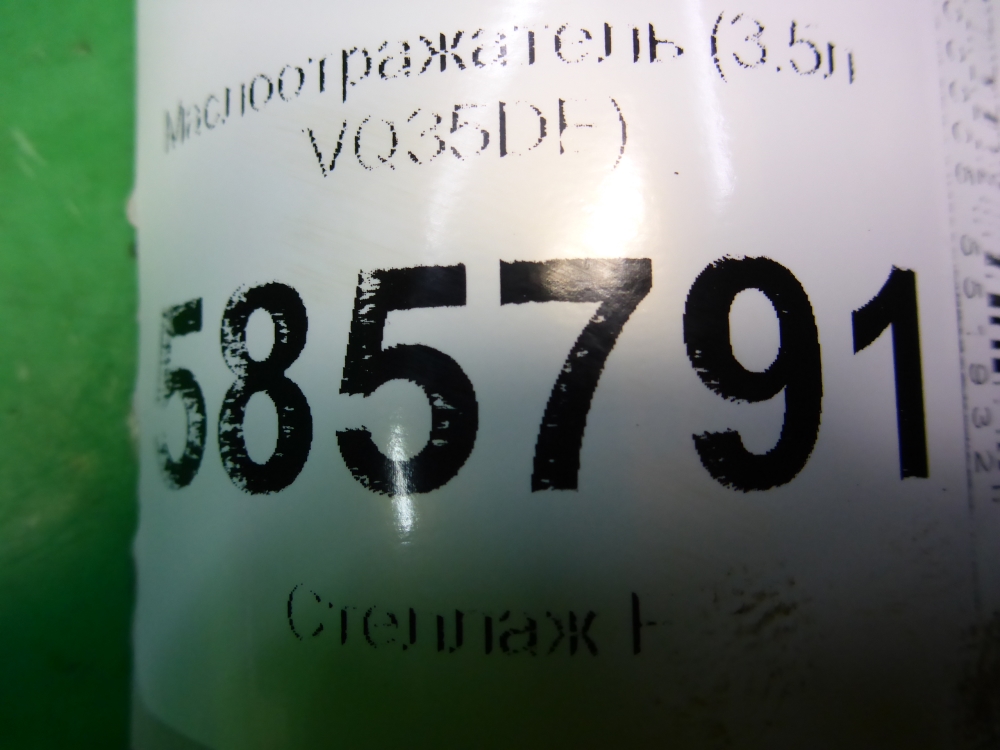 Маслоотражатель (3.5л
VQ35DE)
585791
Стеллаж